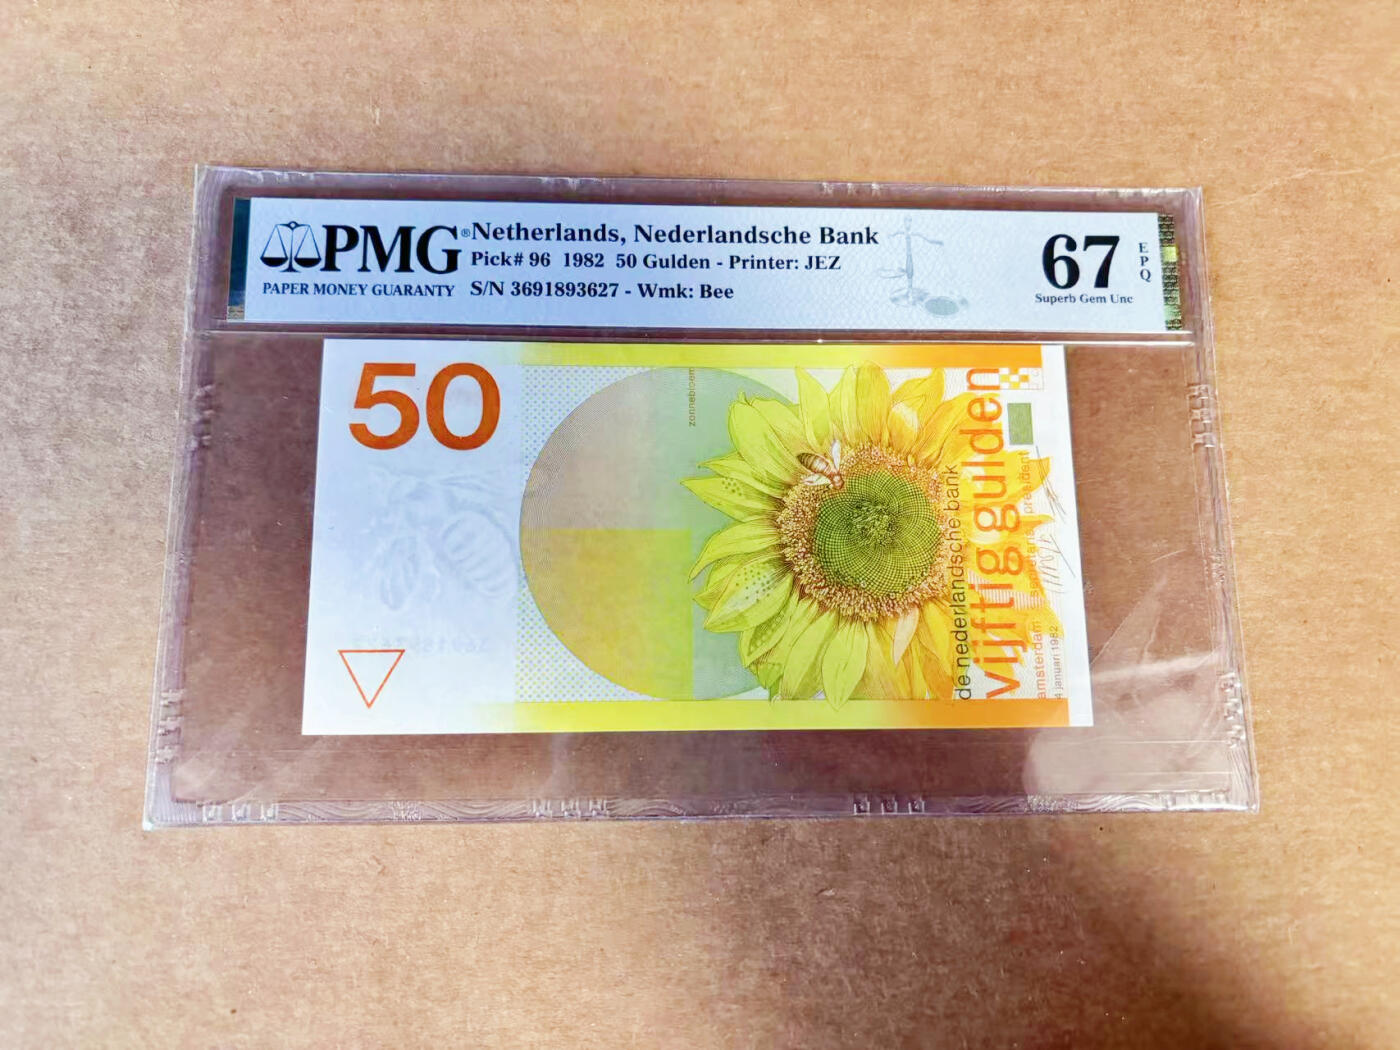 PMG®
PAPER MONEY GUARANTY
Netherlands, Nederlandsche Bank
Pick# 96 1982 50 Gulden - Printer: JEZ
S/N 3691893627 - Wmk: Bee
67
EPQ
Superb Gem Unc
50
zonnebloem
de nederlandsche bank
vijftig gulden
amsterdam
4 januari 1982
secretaris
president